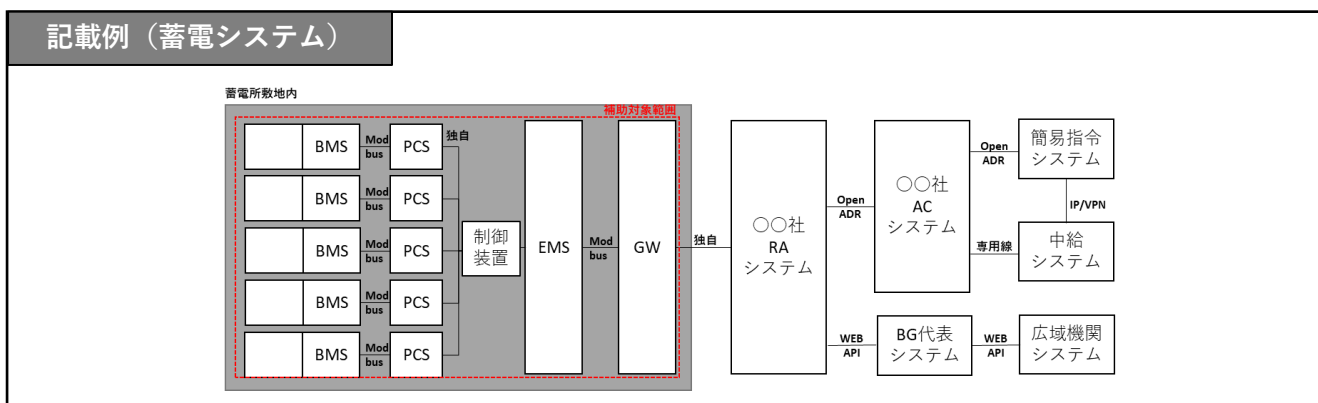 記載例（蓄電システム）
蓄電所敷地内
補助対象範囲
BMS
Mod
bus
PCS
独自
BMS
Mod
bus
PCS
BMS
Mod
bus
PCS
BMS
Mod
bus
PCS
BMS
Mod
bus
PCS
制御
装置
EMS
Mod
bus
GW
独自
〇〇社
RA
システム
Open
ADR
〇〇社
AC
システム
Open
ADR
簡易指令
システム
IP/VPN
専用線
中給
システム
WEB
API
BG代表
システム
WEB
API
広域機関
システム